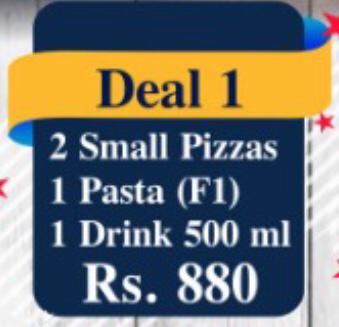 Deal 1
2 Small Pizzas
1 Pasta (F1)
1 Drink 500 ml
Rs. 880